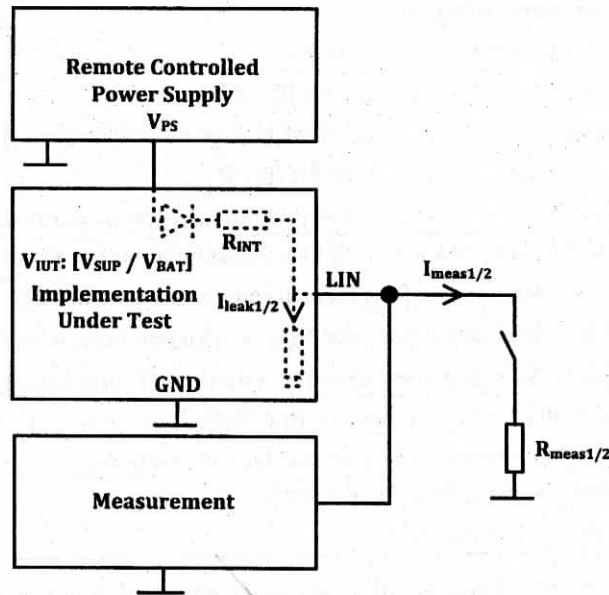 Remote Controlled
Power Supply
VPS
RINT
VIUT: [VSUP / VBAT]
Implementation
Under Test
Ileak1/2
LIN
Imeas1/2
GND
Rmeas1/2
Measurement